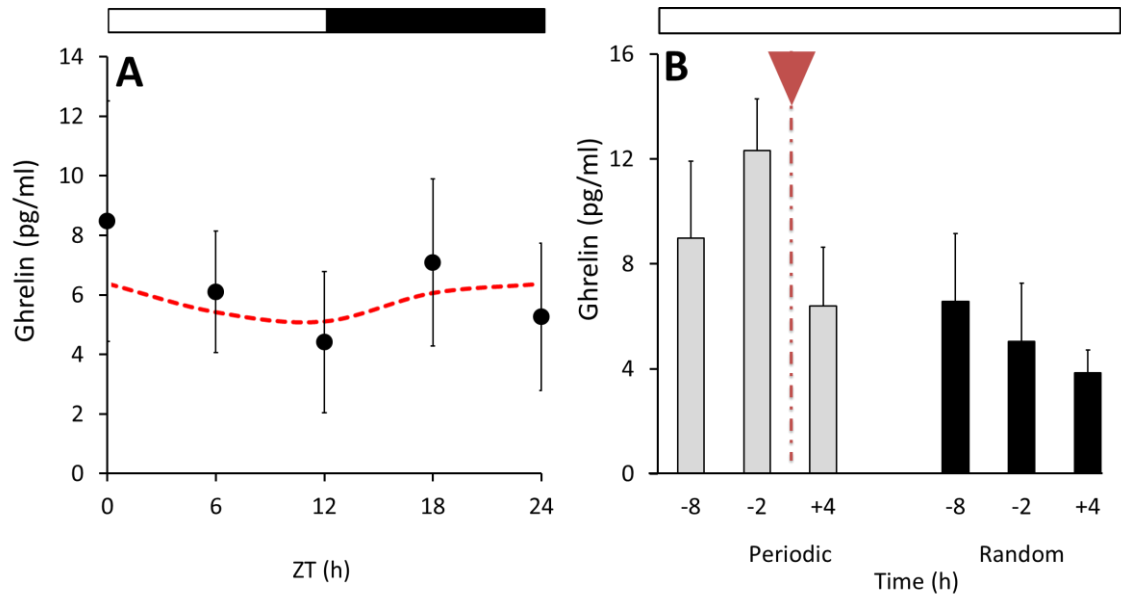 A
14
12
10
8
6
4
2
0
Ghrelin (pg/ml)
0 6 12 18 24
ZT (h)
B
16
12
8
4
0
Ghrelin (pg/ml)
-8 -2 +4 -8 -2 +4
Periodic Random
Time (h)